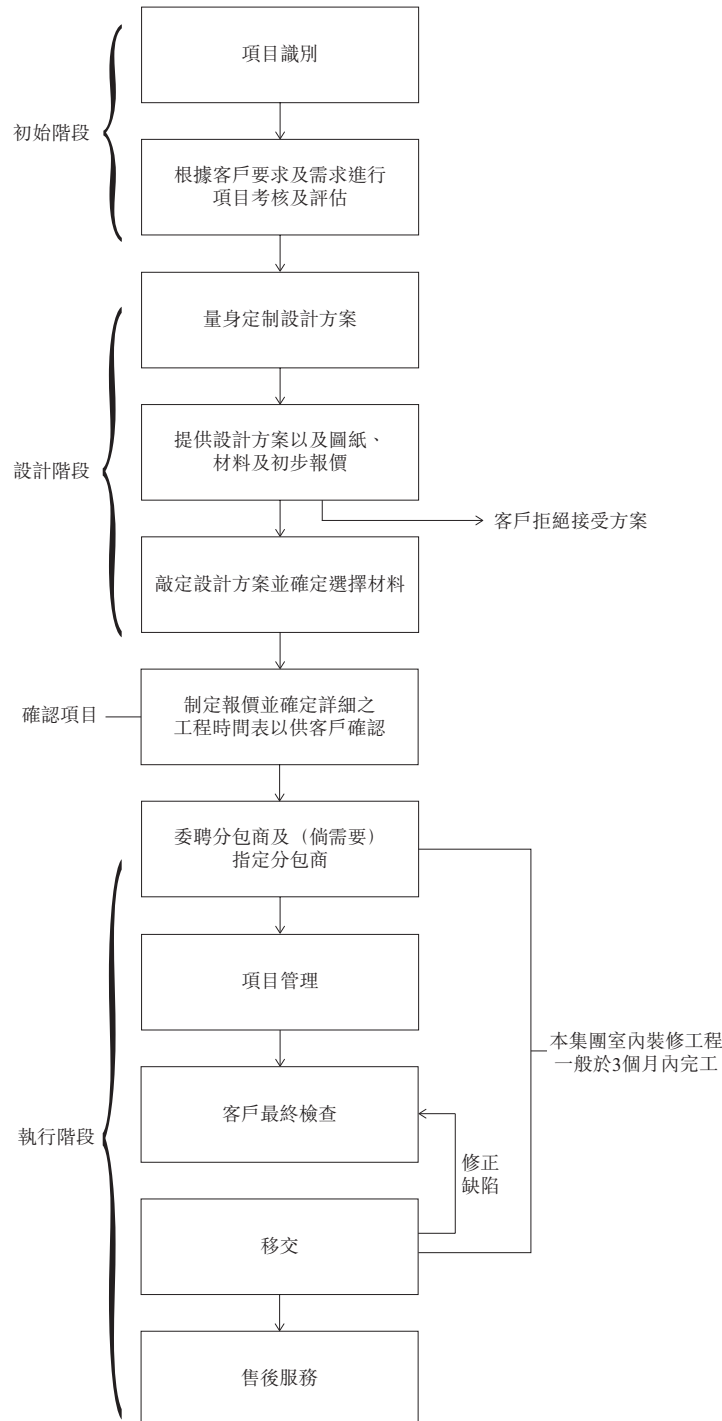 項目識別
初始階段
根據客戶要求及需求進行
項目考核及評估
量身定制設計方案
提供設計方案以及圖紙、
材料及初步報價
設計階段
客戶拒絕接受方案
敲定設計方案並確定選擇材料
確認項目
制定報價並確定詳細之
工程時間表以供客戶確認
委聘分包商及（倘需要）
指定分包商
項目管理
本集團室內裝修工程
一般於3個月內完工
客戶最終檢查
執行階段
修正
缺陷
移交
售後服務